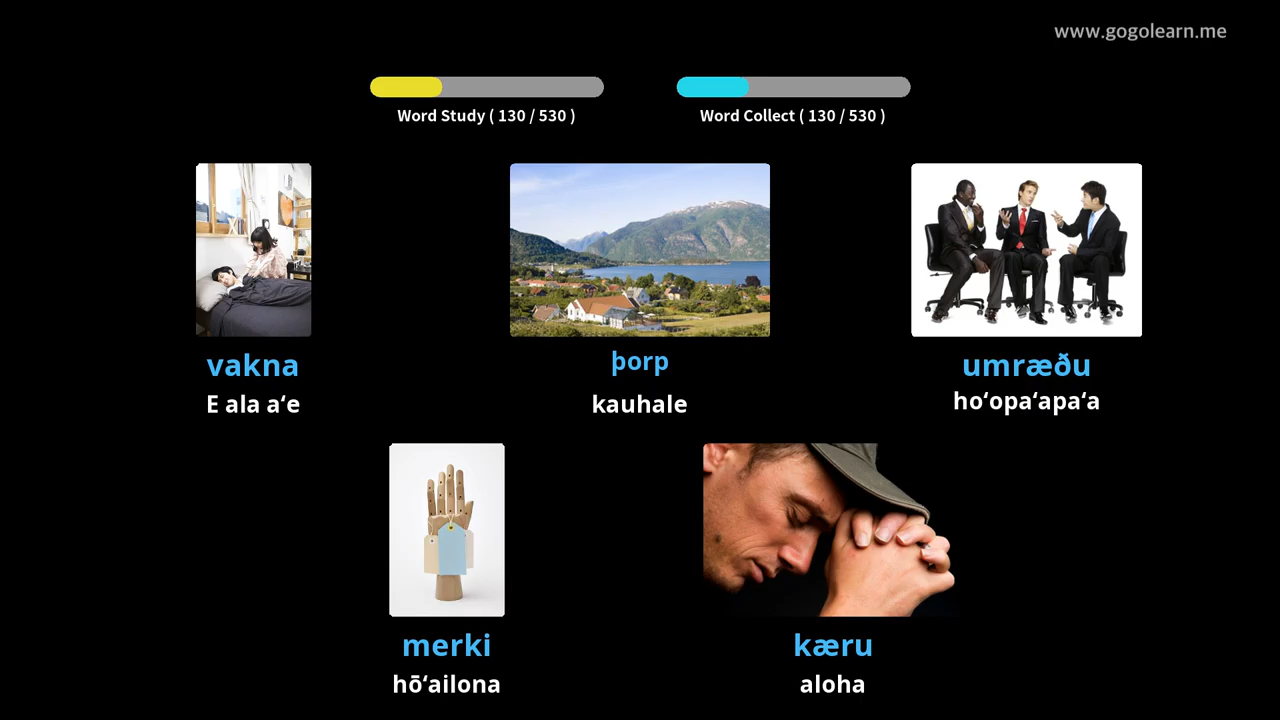 www.gogolearn.me
Word Study ( 130 / 530 )
Word Collect ( 130 / 530 )
vakna
E ala aʻe
þorp
kauhale
umræðu
hoʻopaʻapaʻa
merki
hōʻailona
kæru
aloha